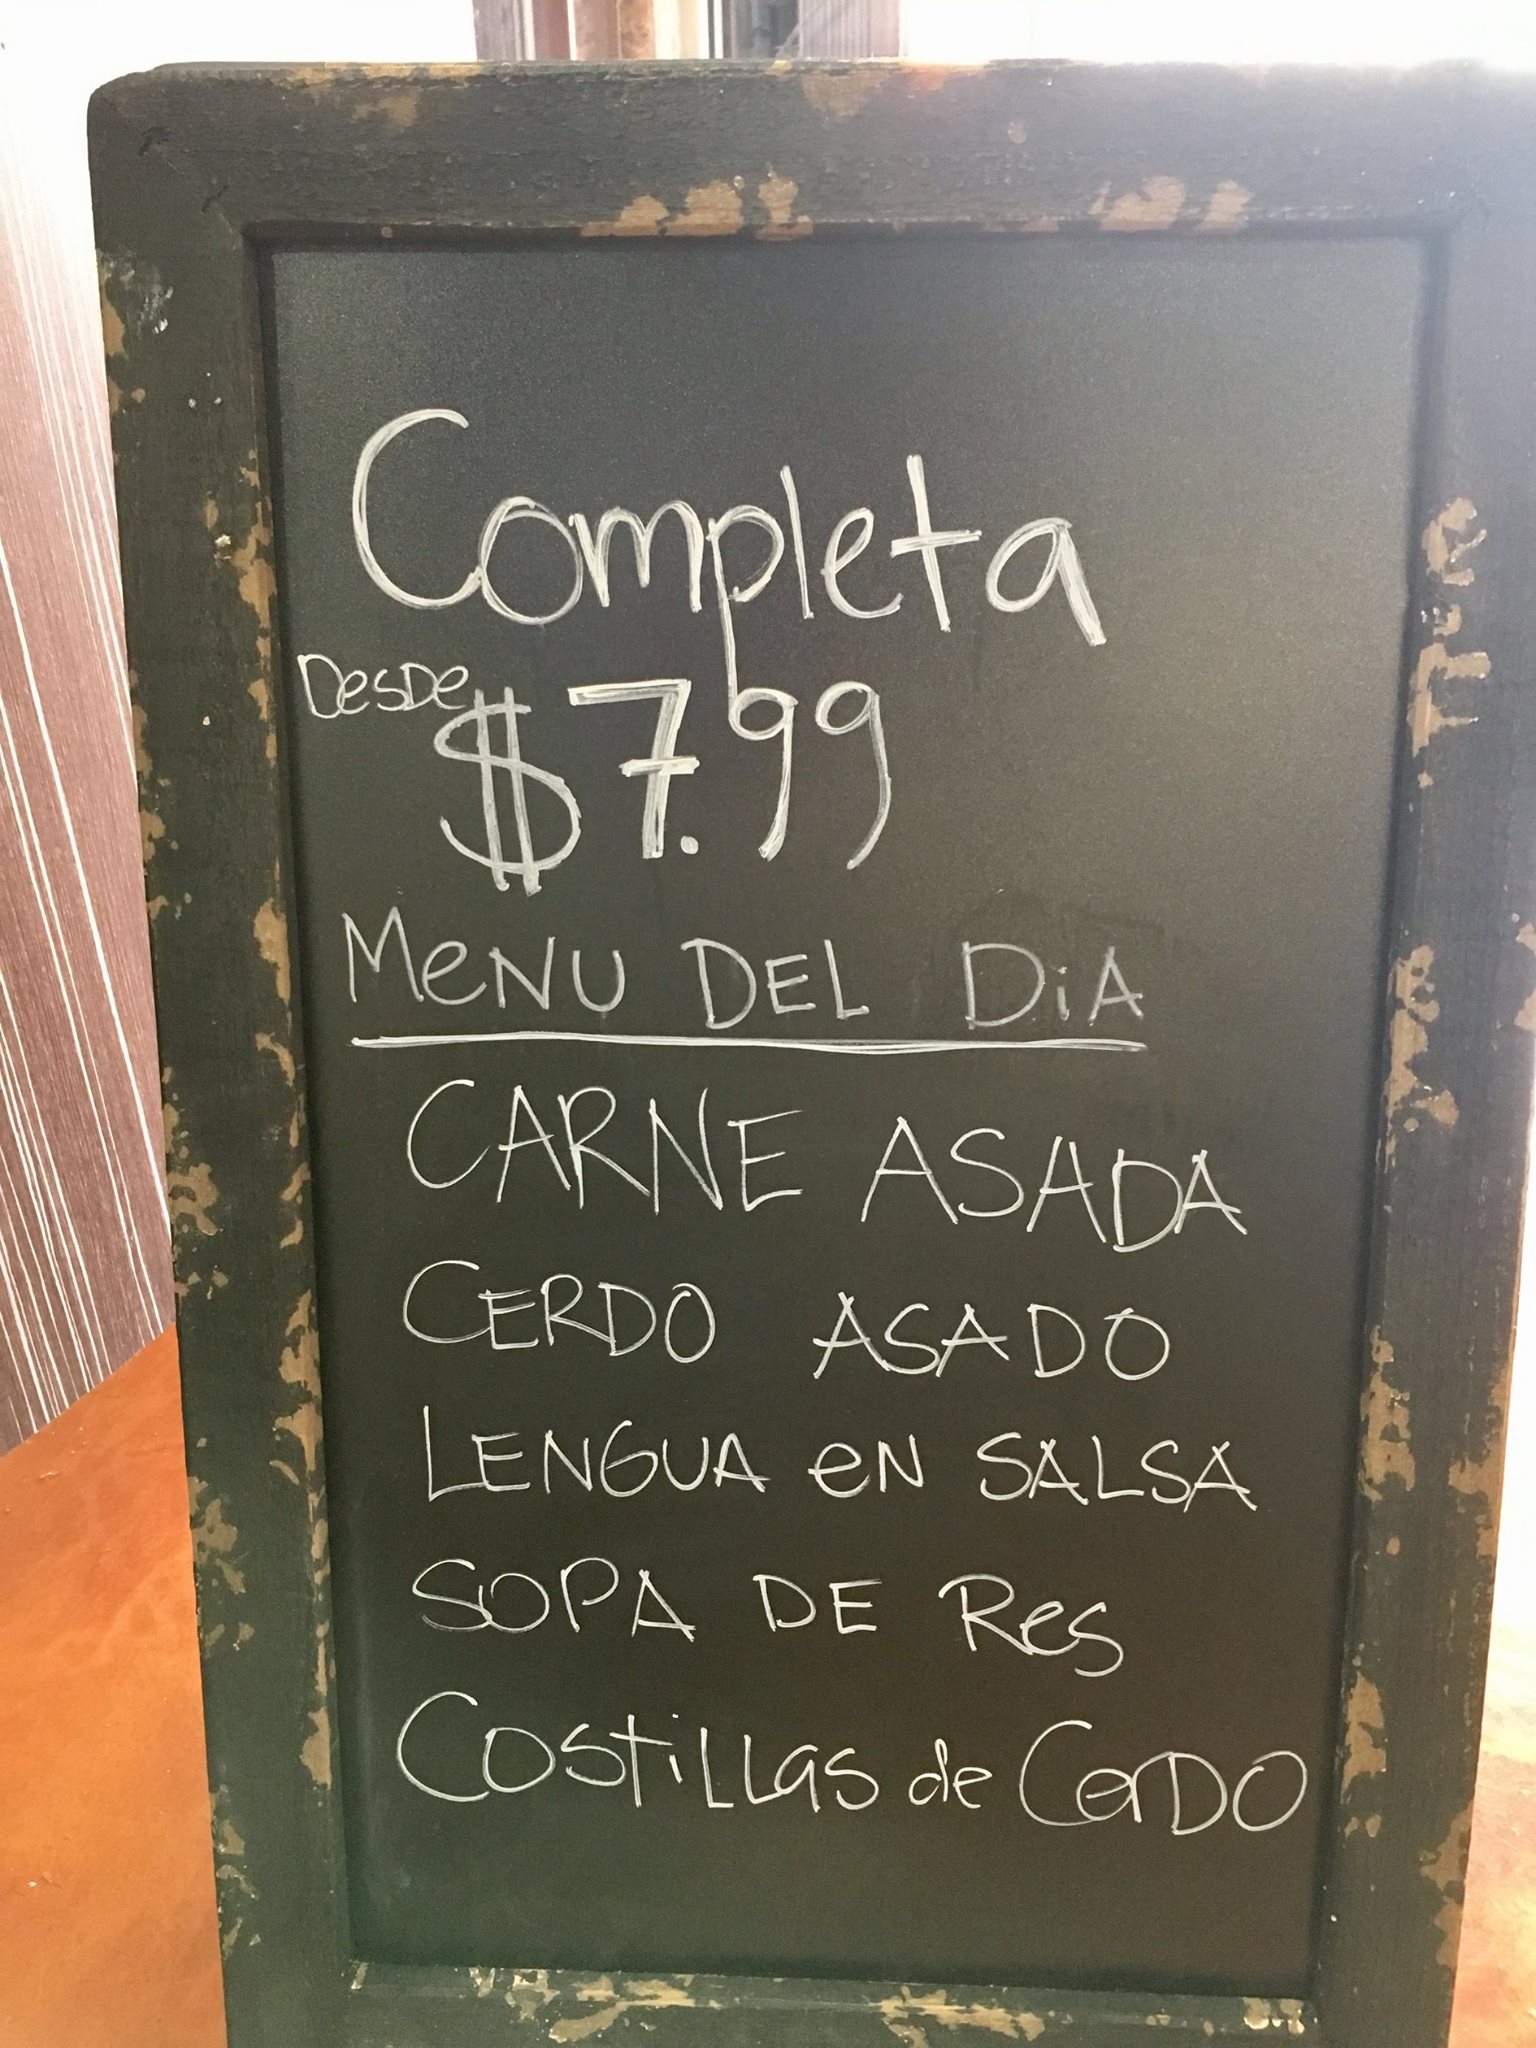 Completa
Desde $7.99
Menu DEL DiA
CARNE ASADA
CERDO ASADO
LENGUA eN SALSA
SOPA DE Res
CostiLLas de CerDO